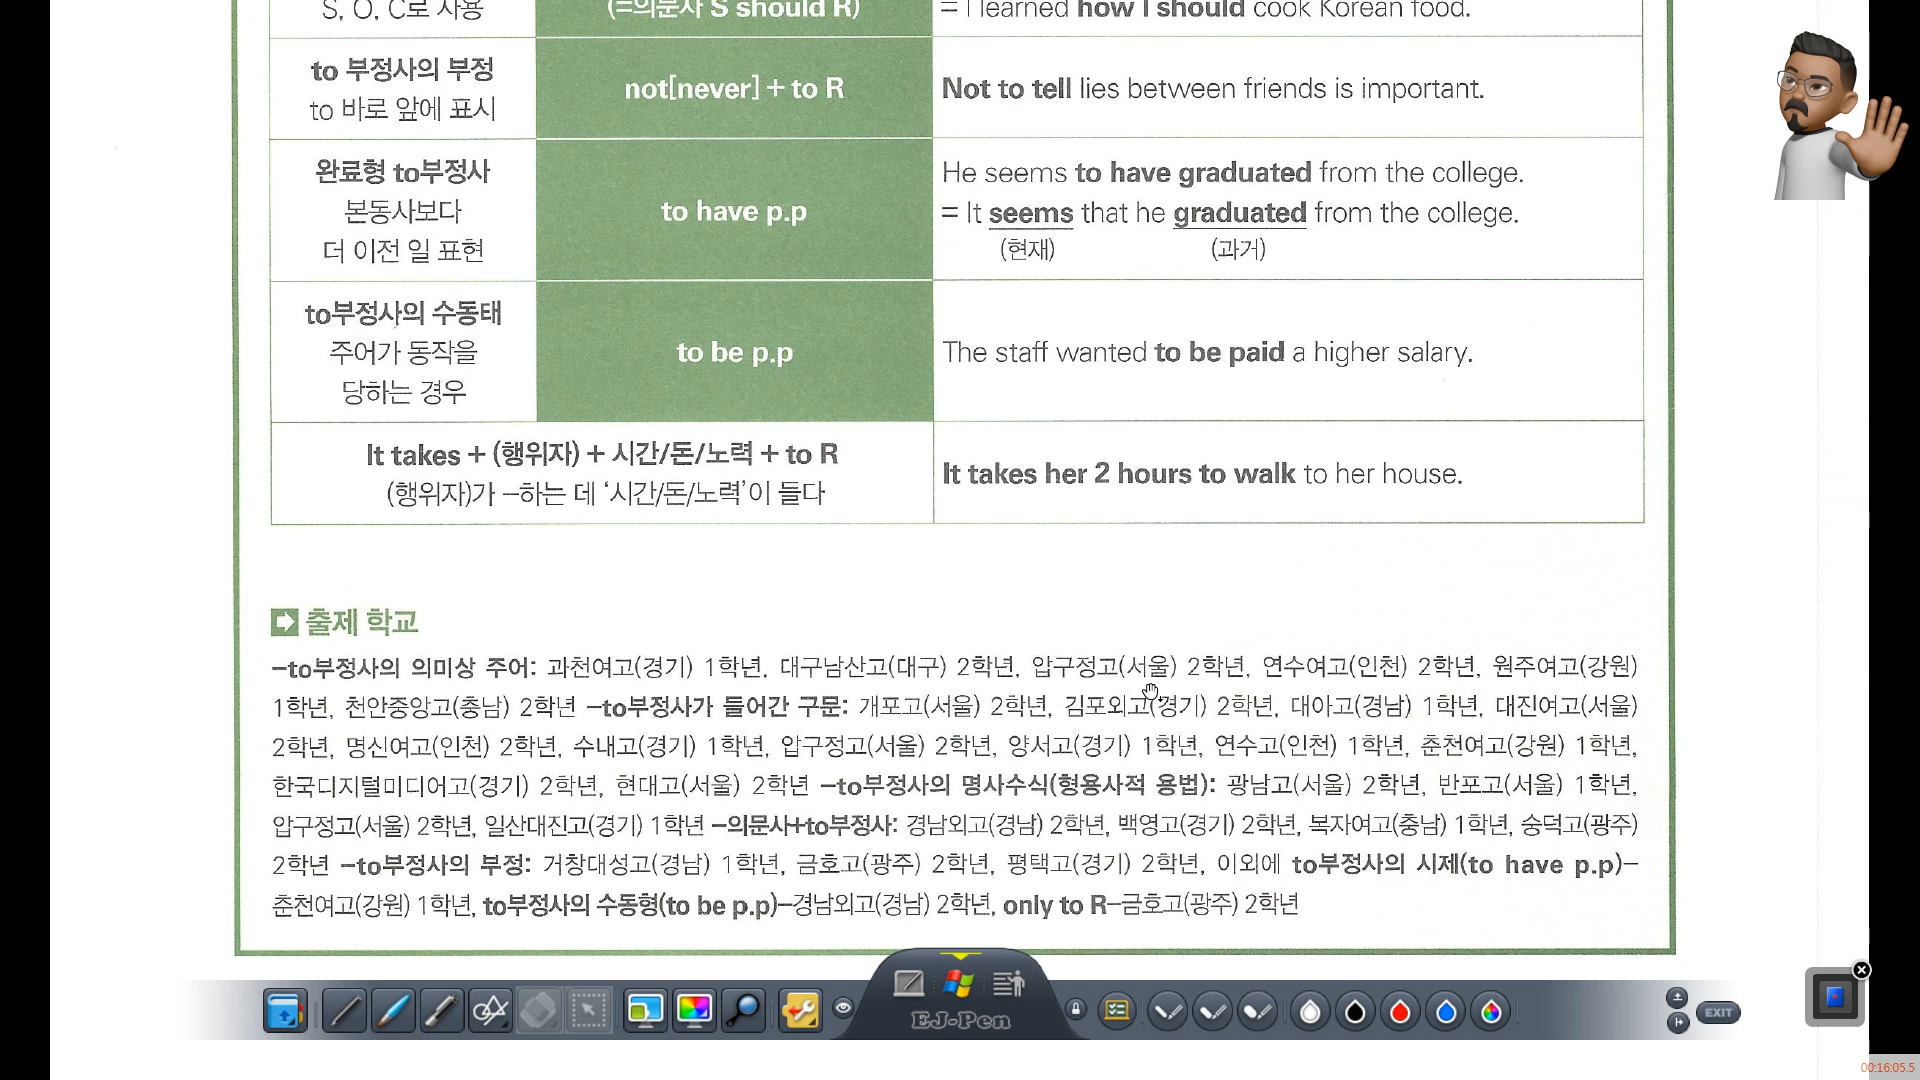 S, O, C로 사용
(=의문사 S should R)
= I learned how I should cook Korean food.
to 부정사의 부정
to 바로 앞에 표시
not[never] + to R
Not to tell lies between friends is important.
완료형 to부정사
본동사보다
더 이전 일 표현
to have p.p
He seems to have graduated from the college.
= It seems that he graduated from the college.
(현재) (과거)
to부정사의 수동태
주어가 동작을
당하는 경우
to be p.p
The staff wanted to be paid a higher salary.
It takes + (행위자) + 시간/돈/노력 + to R
(행위자)가 –하는 데 ‘시간/돈/노력’이 들다
It takes her 2 hours to walk to her house.
출제 학교
–to부정사의 의미상 주어: 과천여고(경기) 1학년, 대구남산고(대구) 2학년, 압구정고(서울) 2학년, 연수여고(인천) 2학년, 원주여고(강원)
1학년, 천안중앙고(충남) 2학년 –to부정사가 들어간 구문: 개포고(서울) 2학년, 김포외고(경기) 2학년, 대아고(경남) 1학년, 대진여고(서울)
2학년, 명신여고(인천) 2학년, 수내고(경기) 1학년, 압구정고(서울) 2학년, 양서고(경기) 1학년, 연수고(인천) 1학년, 춘천여고(강원) 1학년,
한국디지털미디어고(경기) 2학년, 현대고(서울) 2학년 –to부정사의 명사수식(형용사적 용법): 광남고(서울) 2학년, 반포고(서울) 1학년,
압구정고(서울) 2학년, 일산대진고(경기) 1학년 –의문사+to부정사: 경남외고(경남) 2학년, 백영고(경기) 2학년, 복자여고(충남) 1학년, 숭덕고(광주)
2학년 –to부정사의 부정: 거창대성고(경남) 1학년, 금호고(광주) 2학년, 평택고(경기) 2학년, 이외에 to부정사의 시제(to have p.p)–
춘천여고(강원) 1학년, to부정사의 수동형(to be p.p)–경남외고(경남) 2학년, only to R–금호고(광주) 2학년
EJ-Pen
EXIT
00:16:05.5